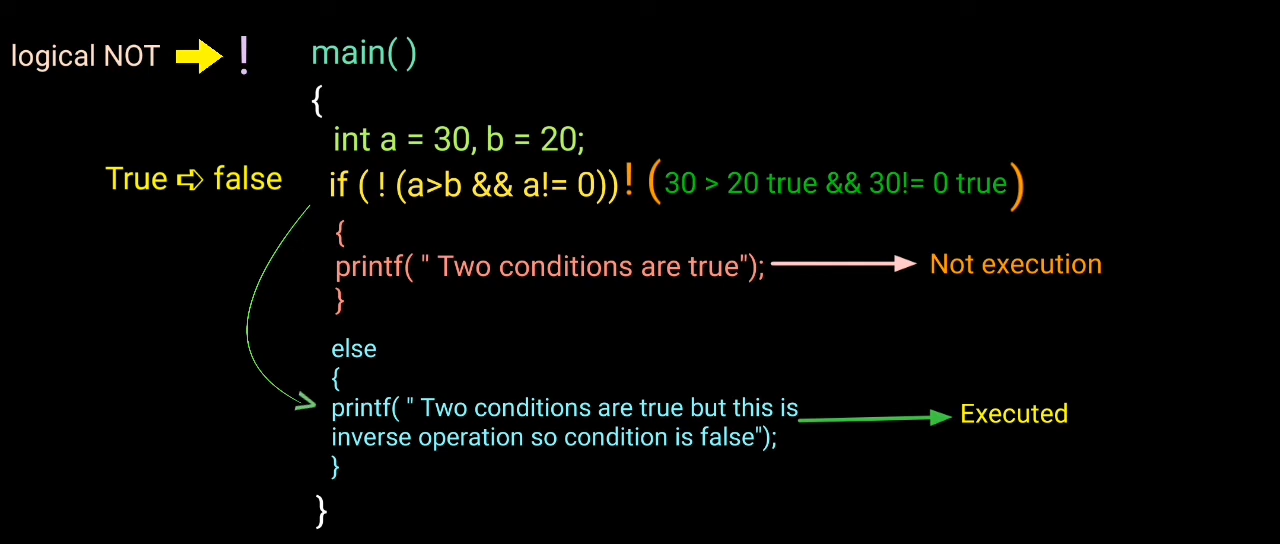 logical NOT !
main( )
{
int a = 30, b = 20;
True ➪ false
if ( ! (a>b && a!= 0)) ! (30 > 20 true && 30!= 0 true)
{
printf( " Two conditions are true"); Not execution
}
else
{
printf( " Two conditions are true but this is
inverse operation so condition is false"); Executed
}
}